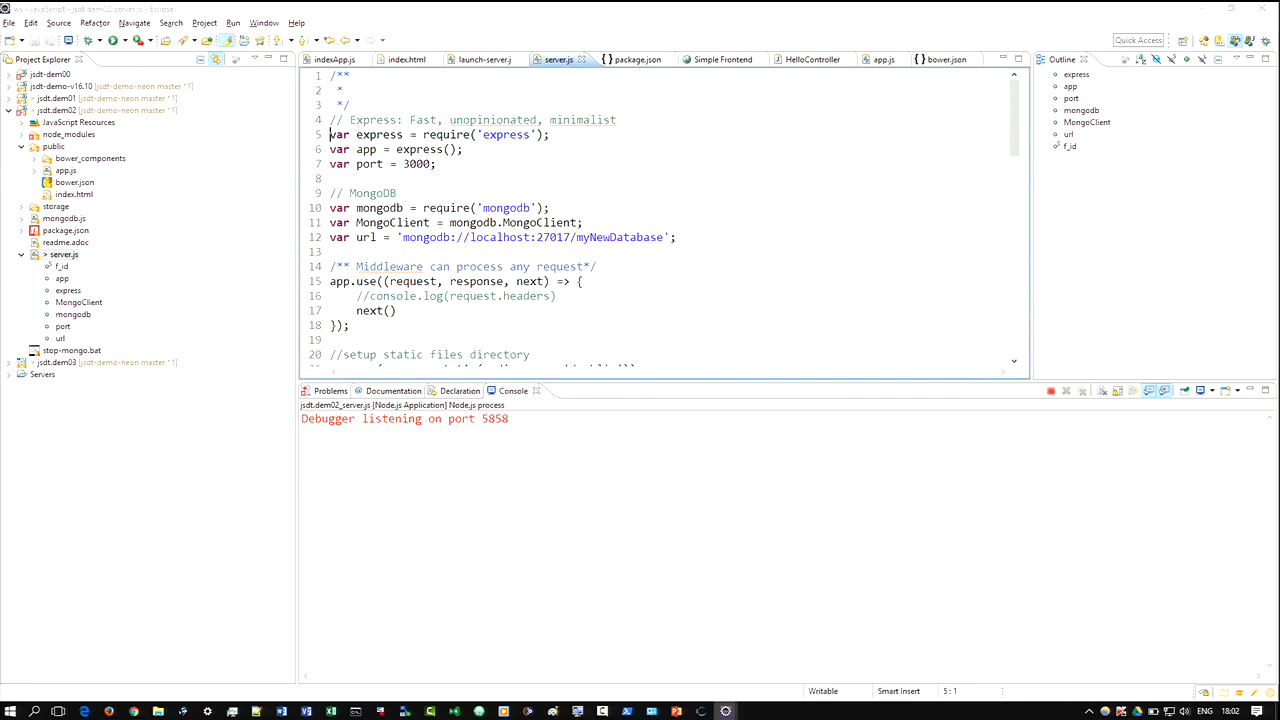 ws - JavaScript - jsdt dem02 server.js - Eclipse
File Edit Source Refactor Navigate Search Project Run Window Help
Quick Access
Project Explorer
indexApp.js index.html launch-server.j server.js package.json Simple Frontend HelloController app.js bower.json
Outline
jsdt-dem00
jsdt-demo-v16.10 [jsdt-demo-neon master ↑1]
> jsdt.dem01 [jsdt-demo-neon master ↑1]
> jsdt.dem02 [jsdt-demo-neon master ↑1]
JavaScript Resources
node_modules
public
bower_components
app.js
bower.json
index.html
storage
mongodb.js
package.json
readme.adoc
> server.js
f_id
app
express
MongoClient
mongodb
port
url
stop-mongo.bat
> jsdt.dem03 [jsdt-demo-neon master ↑1]
Servers
1 /**
2 *
3 */
4 // Express: Fast, unopinionated, minimalist
5 var express = require('express');
6 var app = express();
7 var port = 3000;
8
9 // MongoDB
10 var mongodb = require('mongodb');
11 var MongoClient = mongodb.MongoClient;
12 var url = 'mongodb://localhost:27017/myNewDatabase';
13
14 /** Middleware can process any request*/
15 app.use((request, response, next) => {
16 //console.log(request.headers)
17 next()
18 });
19
20 //setup static files directory
express
app
port
mongodb
MongoClient
url
f_id
Problems Documentation Declaration Console
jsdt.dem02_server.js [Node.js Application] Node.js process
Debugger listening on port 5858
Writable Smart Insert 5 : 1
ENG 18:02